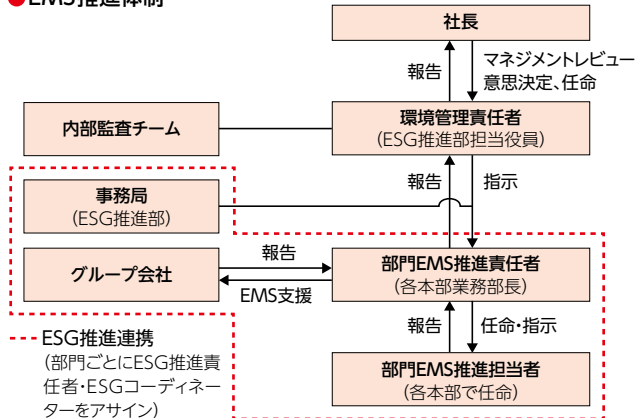 ●EMS推進体制
社長
報告
マネジメントレビュー
意思決定、任命
内部監査チーム
環境管理責任者
(ESG推進部担当役員)
事務局
(ESG推進部)
報告
指示
グループ会社
報告
EMS支援
部門EMS推進責任者
(各本部業務部長)
報告
任命・指示
部門EMS推進担当者
(各本部で任命)
ESG推進連携
(部門ごとにESG推進責
任者・ESGコーディネー
ターをアサイン)